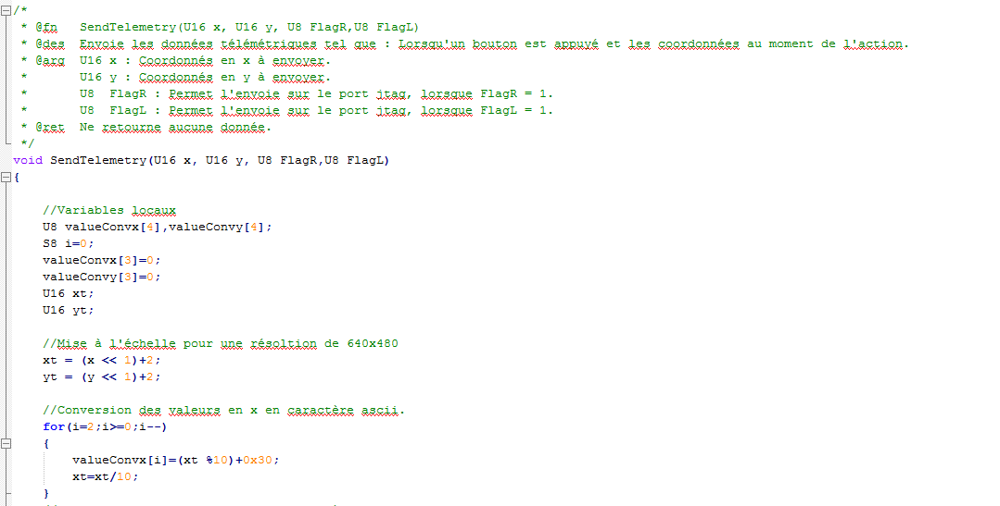 /*
 * @fn   SendTelemetry(U16 x, U16 y, U8 FlagR,U8 FlagL)
 * @des  Envoie les données télémétriques tel que : Lorsqu'un bouton est appuyé et les coordonnées au moment de l'action.
 * @arg  U16 x : Coordonnés en x à envoyer.
 *       U16 y : Coordonnés en y à envoyer.
 *       U8  FlagR : Permet l'envoie sur le port jtag, lorsque FlagR = 1.
 *       U8  FlagL : Permet l'envoie sur le port jtag, lorsque FlagL = 1.
 * @ret  Ne retourne aucune donnée.
 */
void SendTelemetry(U16 x, U16 y, U8 FlagR,U8 FlagL)
{
    //Variables locaux
    U8 valueConvx[4],valueConvy[4];
    S8 i=0;
    valueConvx[3]=0;
    valueConvy[3]=0;
    U16 xt;
    U16 yt;
    //Mise à l'échelle pour une résoltion de 640x480
    xt = (x << 1)+2;
    yt = (y << 1)+2;
    //Conversion des valeurs en x en caractère ascii.
    for(i=2;i>=0;i--)
    {
        valueConvx[i]=(xt %10)+0x30;
        xt=xt/10;
    }